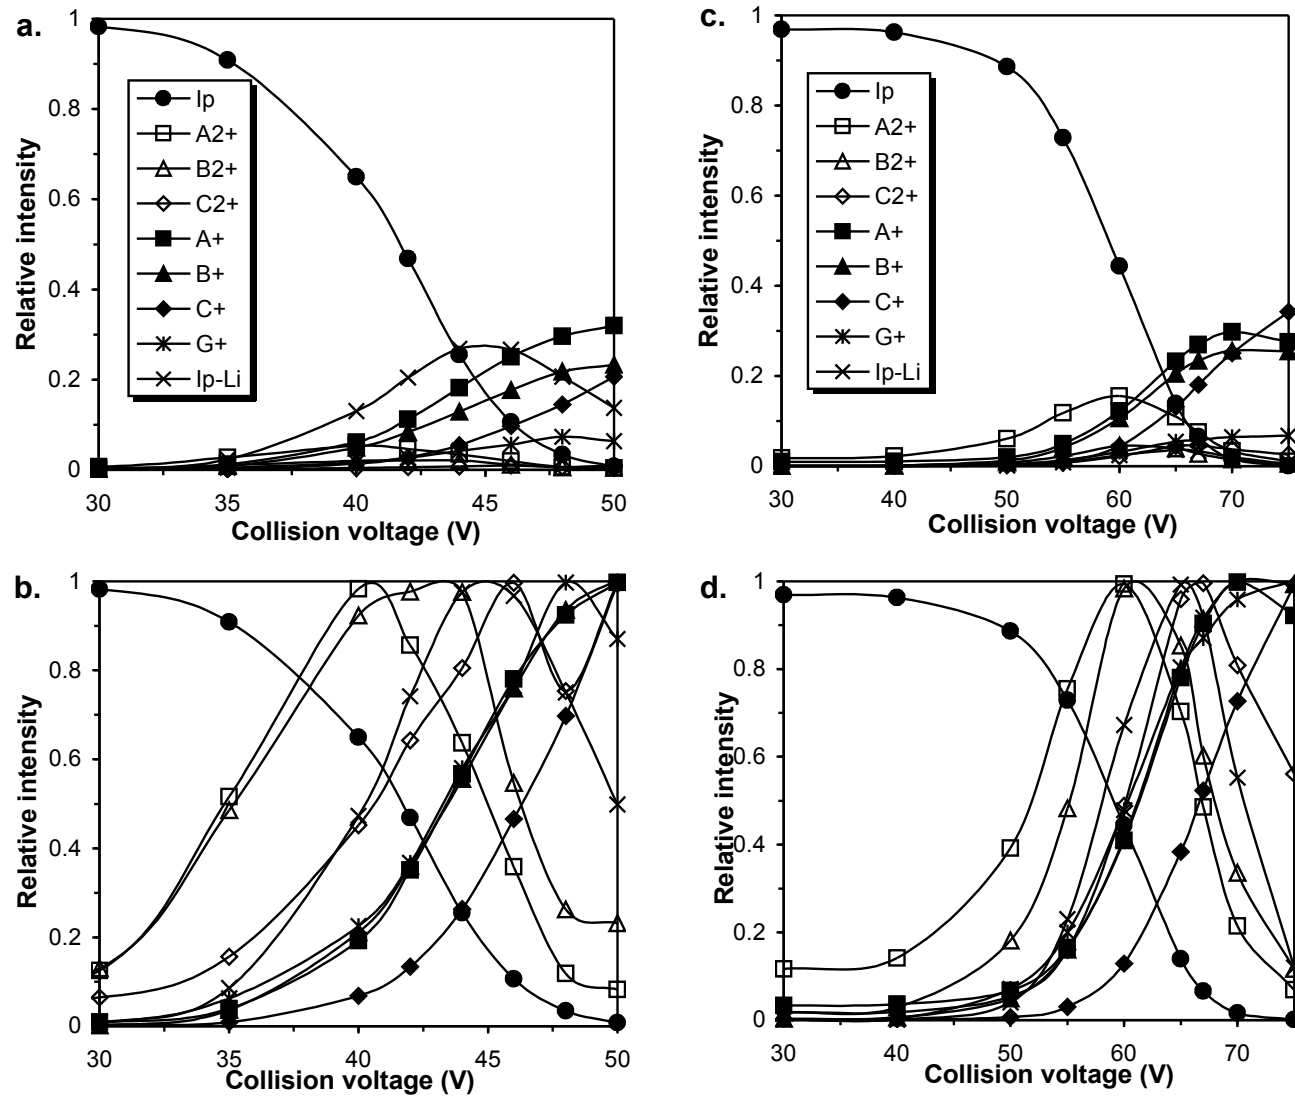 a.
1
0.8
0.6
0.4
0.2
0
Relative intensity
Ip
A2+
B2+
C2+
A+
B+
C+
G+
Ip-Li
30 35 40 45 50
Collision voltage (V)
c.
1
0.8
0.6
0.4
0.2
0
Relative intensity
Ip
A2+
B2+
C2+
A+
B+
C+
G+
Ip-Li
30 40 50 60 70
Collision voltage (V)
b.
1
0.8
0.6
0.4
0.2
0
Relative intensity
30 35 40 45 50
Collision voltage (V)
d.
1
0.8
0.6
0.4
0.2
0
Relative intensity
30 40 50 60 70
Collision voltage (V)